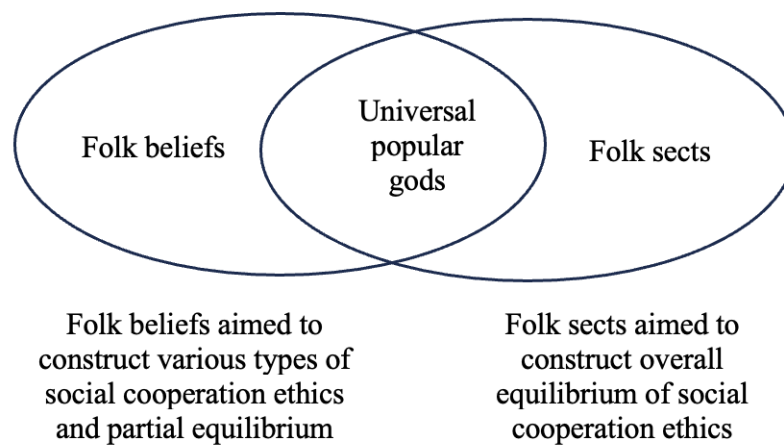 Folk beliefs
Universal
popular
gods
Folk sects
Folk beliefs aimed to
construct various types of
social cooperation ethics
and partial equilibrium
Folk sects aimed to
construct overall
equilibrium of social
cooperation ethics